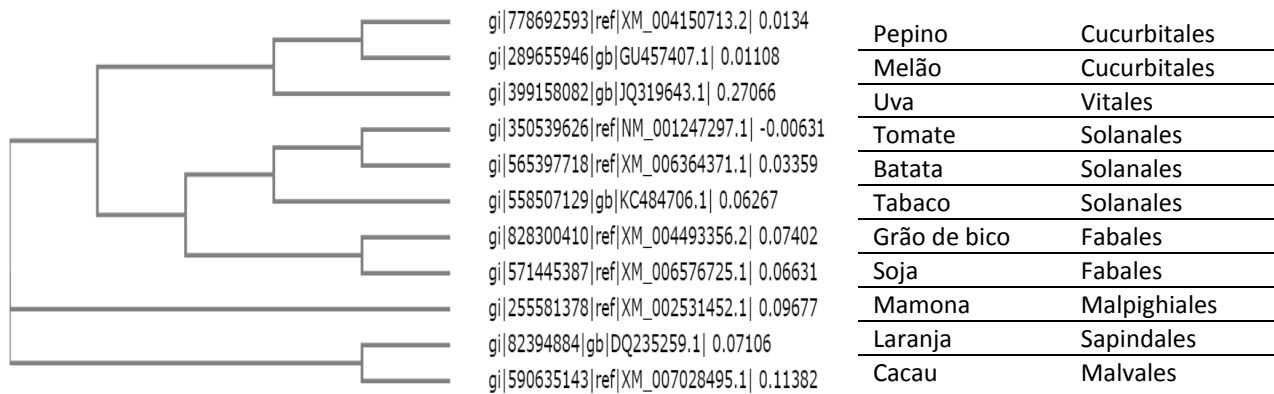 gi|778692593|ref|XM_004150713.2| 0.0134 Pepino Cucurbitales
gi|289655946|gb|GU457407.1| 0.01108 Melão Cucurbitales
gi|399158082|gb|JQ319643.1| 0.27066 Uva Vitales
gi|350539626|ref|NM_001247297.1| -0.00631 Tomate Solanales
gi|565397718|ref|XM_006364371.1| 0.03359 Batata Solanales
gi|558507129|gb|KC484706.1| 0.06267 Tabaco Solanales
gi|828300410|ref|XM_004493356.2| 0.07402 Grão de bico Fabales
gi|571445387|ref|XM_006576725.1| 0.06631 Soja Fabales
gi|255581378|ref|XM_002531452.1| 0.09677 Mamona Malpighiales
gi|82394884|gb|DQ235259.1| 0.07106 Laranja Sapindales
gi|590635143|ref|XM_007028495.1| 0.11382 Cacau Malvales